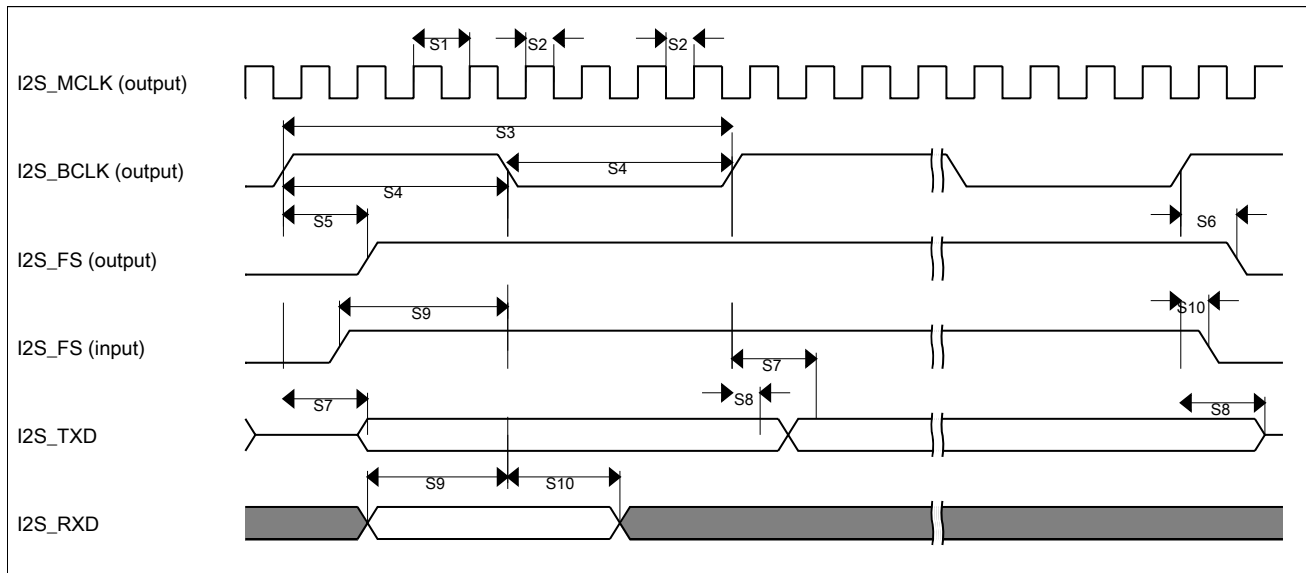 S1 S2 S2
I2S_MCLK (output)
S3
I2S_BCLK (output) S4
S4
S5 S6
I2S_FS (output)
S9 S10
I2S_FS (input)
S7
S7 S8 S8
I2S_TXD
S9 S10
I2S_RXD